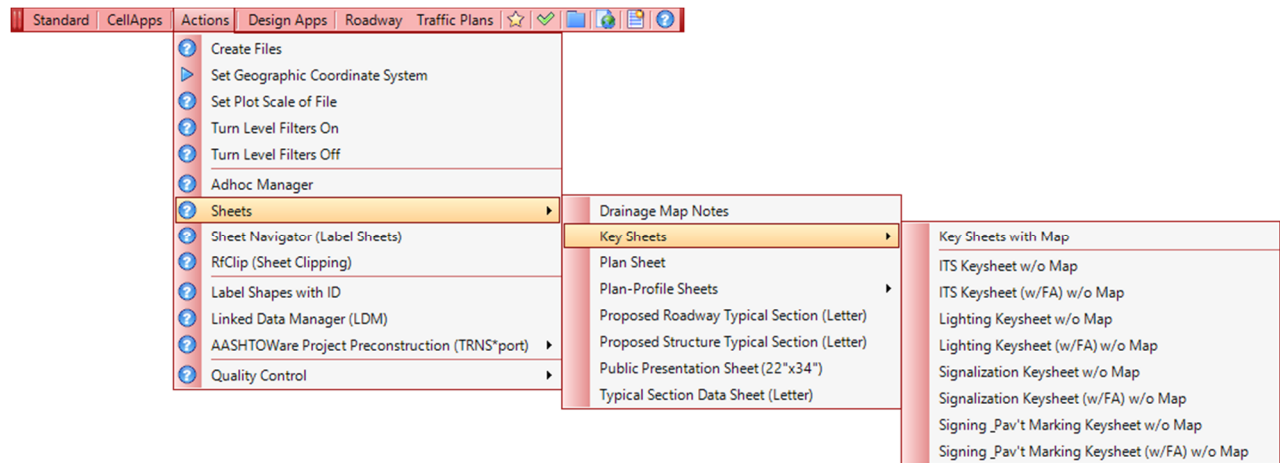 Standard CellApps Actions Design Apps Roadway Traffic Plans
Create Files
Set Geographic Coordinate System
Set Plot Scale of File
Turn Level Filters On
Turn Level Filters Off
Adhoc Manager
Sheets
Sheet Navigator (Label Sheets)
RfClip (Sheet Clipping)
Label Shapes with ID
Linked Data Manager (LDM)
AASHTOWare Project Preconstruction (TRNS*port)
Quality Control
Drainage Map Notes
Key Sheets
Plan Sheet
Plan-Profile Sheets
Proposed Roadway Typical Section (Letter)
Proposed Structure Typical Section (Letter)
Public Presentation Sheet (22"x34")
Typical Section Data Sheet (Letter)
Key Sheets with Map
ITS Keysheet w/o Map
ITS Keysheet (w/FA) w/o Map
Lighting Keysheet w/o Map
Lighting Keysheet (w/FA) w/o Map
Signalization Keysheet w/o Map
Signalization Keysheet (w/FA) w/o Map
Signing _Pav't Marking Keysheet w/o Map
Signing _Pav't Marking Keysheet (w/FA) w/o Map